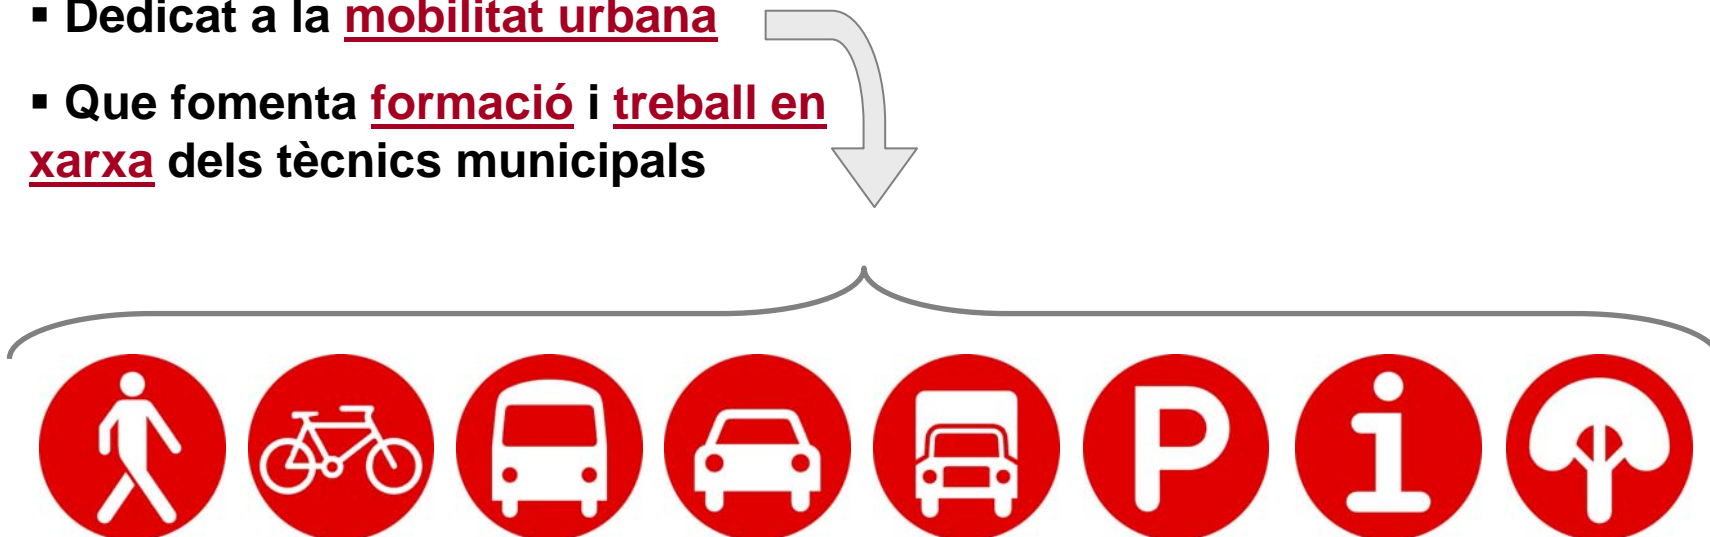 ▪ Dedicat a la mobilitat urbana
▪ Que fomenta formació i treball en
xarxa dels tècnics municipals
P i